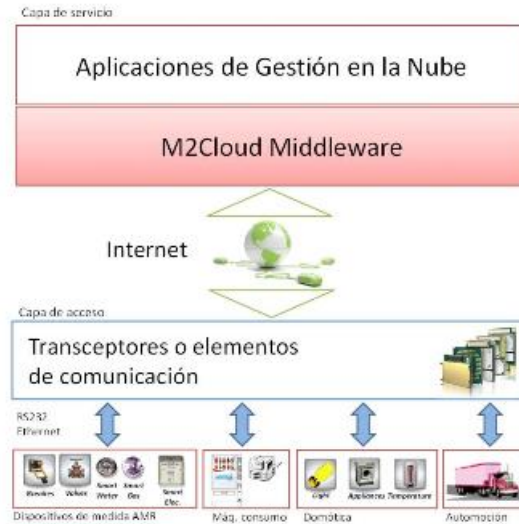 Capa de servicio
Aplicaciones de Gestión en la Nube
M2Cloud Middleware
Internet
Capa de acceso
Transceptores o elementos
de comunicación
RS232
Ethernet
Breakers
Valves
Smart
Water
Smart
Gas
Smart
Elec.
Light
Appliances
Temperature
Dispositivos de medida AMR
Máq. consumo
Domótica
Automoción